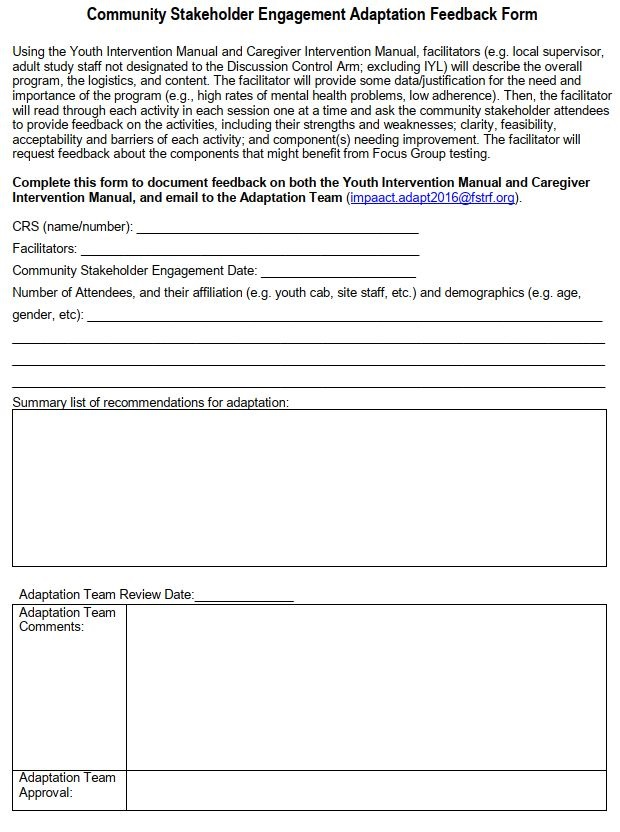 Community Stakeholder Engagement Adaptation Feedback Form
Using the Youth Intervention Manual and Caregiver Intervention Manual, facilitators (e.g. local supervisor,
adult study staff not designated to the Discussion Control Arm; excluding IYL) will describe the overall
program, the logistics, and content. The facilitator will provide some data/justification for the need and
importance of the program (e.g., high rates of mental health problems, low adherence). Then, the facilitator
will read through each activity in each session one at a time and ask the community stakeholder attendees
to provide feedback on the activities, including their strengths and weaknesses; clarity, feasibility,
acceptability and barriers of each activity; and component(s) needing improvement. The facilitator will
request feedback about the components that might benefit from Focus Group testing.
Complete this form to document feedback on both the Youth Intervention Manual and Caregiver
Intervention Manual, and email to the Adaptation Team (impaact.adapt2016@fstrf.org).
CRS (name/number):
Facilitators:
Community Stakeholder Engagement Date:
Number of Attendees, and their affiliation (e.g. youth cab, site staff, etc.) and demographics (e.g. age,
gender, etc):
Summary list of recommendations for adaptation:
Adaptation Team Review Date:
Adaptation Team
Comments:
Adaptation Team
Approval: